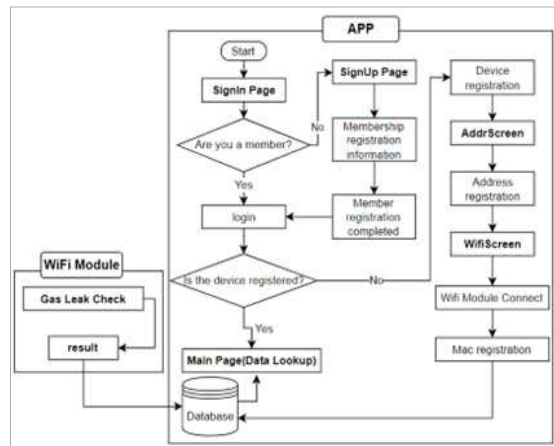 APP
Start
SignIn Page
Are you a member?
No
Yes
SignUp Page
Membership
registration
information
Member
registration
completed
login
Is the device registered?
No
Yes
Main Page(Data Lookup)
Database
Device
registration
AddrScreen
Address
registration
WifiScreen
Wifi Module Connect
Mac registration
WiFi Module
Gas Leak Check
result